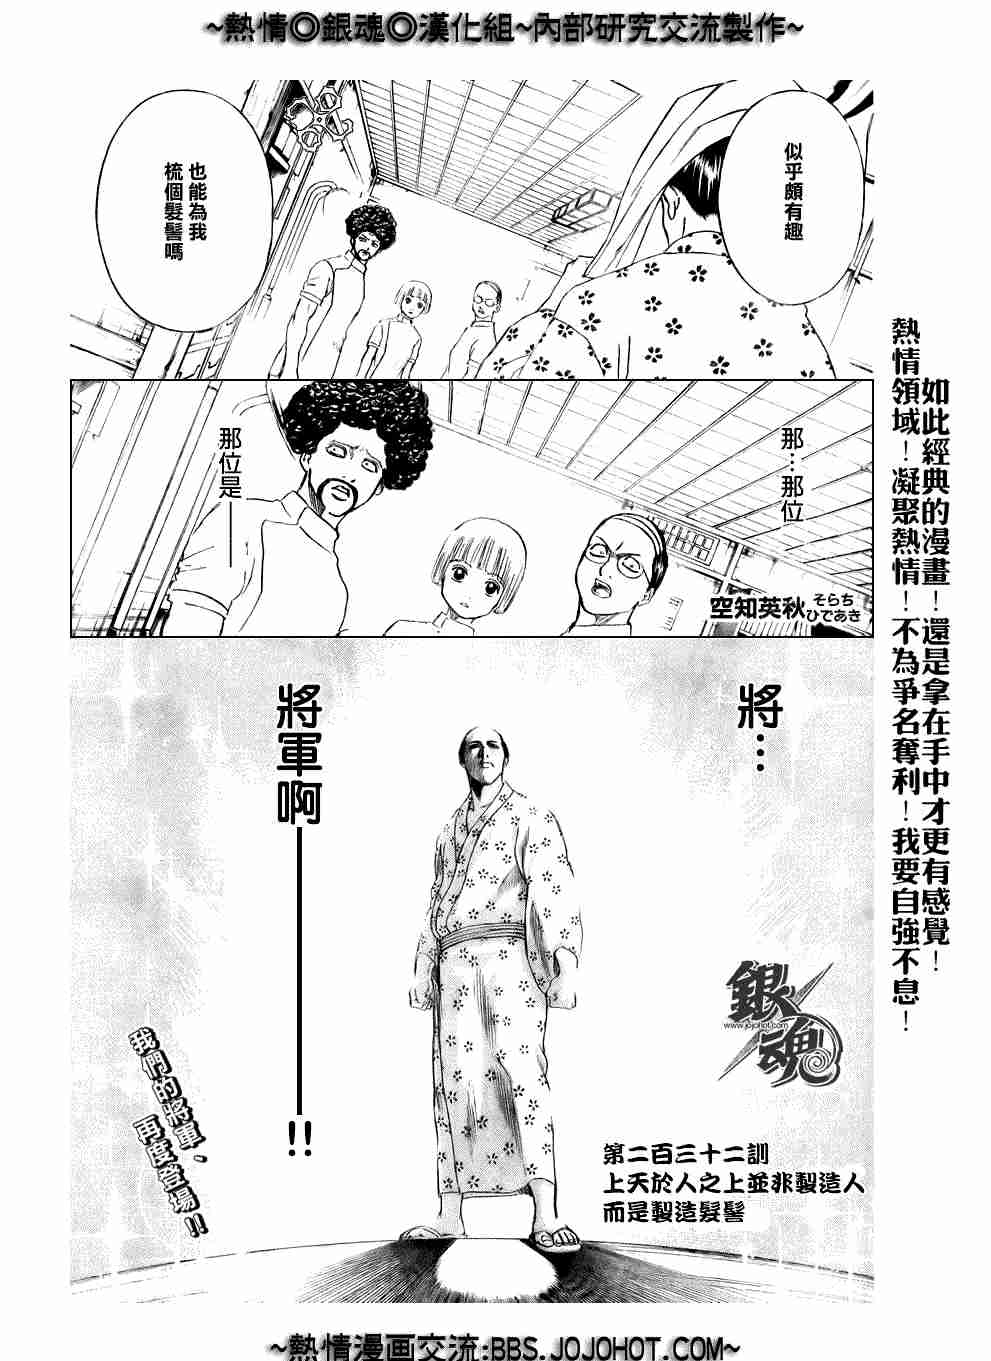 ~熱情◎銀魂◎漢化組~內部研究交流製作~
似乎頗有趣
也能為我
梳個髮髻嗎
那…那位
那位是——
空知英秋
そらち
ひであき
將…
將軍啊——!!
銀魂
www.jojohot.com
我們的將軍、
再度登場!!
第二百三十二訓
上天於人之上並非製造人
而是製造髮髻
如此經典的漫畫！還是拿在手中才更有感覺！
熱情領域！凝聚熱情！不為爭名奪利！我要自強不息！
~熱情漫画交流:BBS.JOJOHOT.COM~